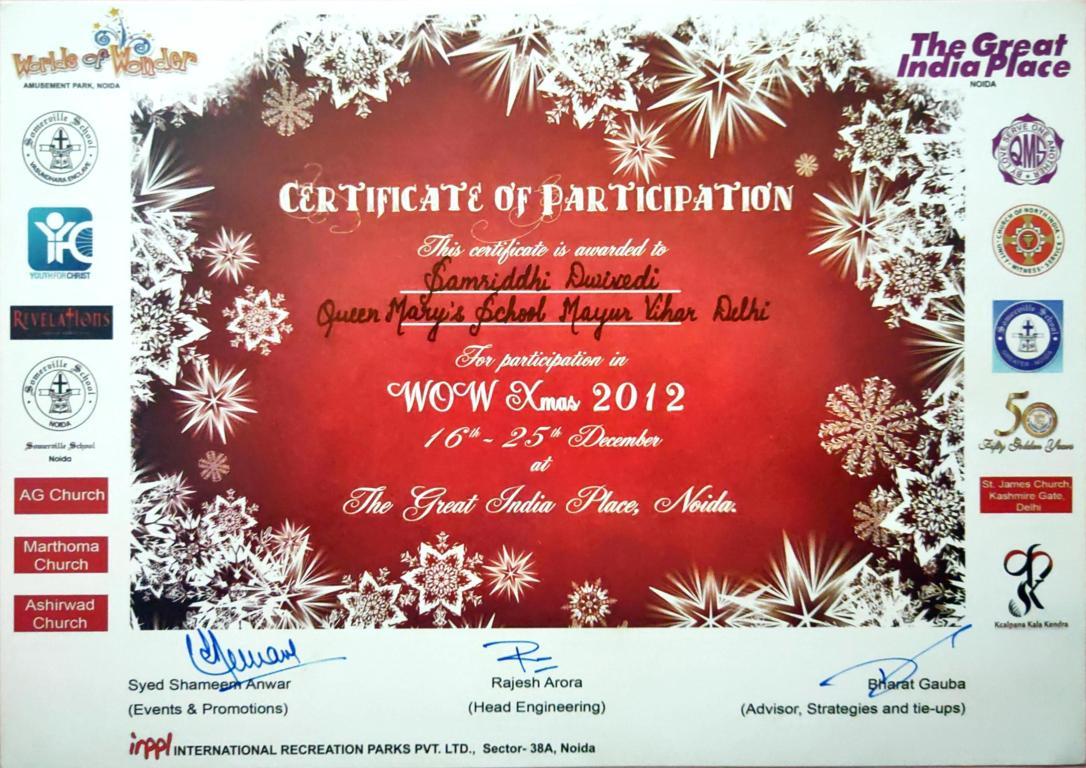 Worlds of Wonder
AMUSEMENT PARK, NOIDA
The Great
India Place
NOIDA
Somerville School
VASUNDHARA ENCLAVE
YFC
YOUTH FOR CHRIST
REVELATIONS
Somerville School
NOIDA
Somerville School
Noida
AG Church
Marthoma
Church
Ashirwad
Church
CERTIFICATE OF PARTICIPATION
This certificate is awarded to
Samriddhi Dwivedi
Queen Mary's School Mayur Vihar Delhi
For participation in
WOW Xmas 2012
16th - 25th December
at
The Great India Place, Noida.
LOVE SERVE ONE ANOTHER
QMS
CHURCH OF NORTH INDIA
UNITY WITNESS SERVICE
Somerville School
GREATER NOIDA
50
Fifty Golden Years
St. James Church,
Kashmire Gate,
Delhi
Kcalpana Kala Kendra
Syed Shameem Anwar
(Events & Promotions)
Rajesh Arora
(Head Engineering)
Bharat Gauba
(Advisor, Strategies and tie-ups)
irppl INTERNATIONAL RECREATION PARKS PVT. LTD., Sector- 38A, Noida